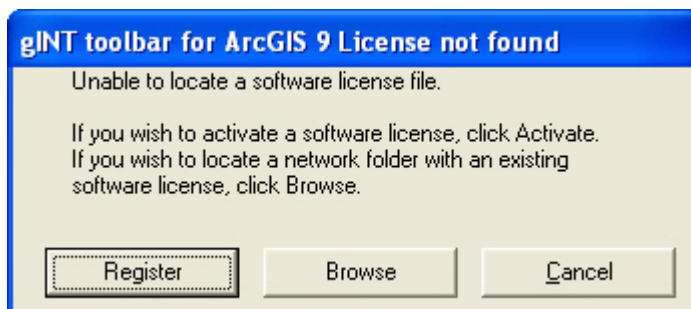 gINT toolbar for ArcGIS 9 License not found
Unable to locate a software license file.
If you wish to activate a software license, click Activate.
If you wish to locate a network folder with an existing
software license, click Browse.
Register Browse Cancel